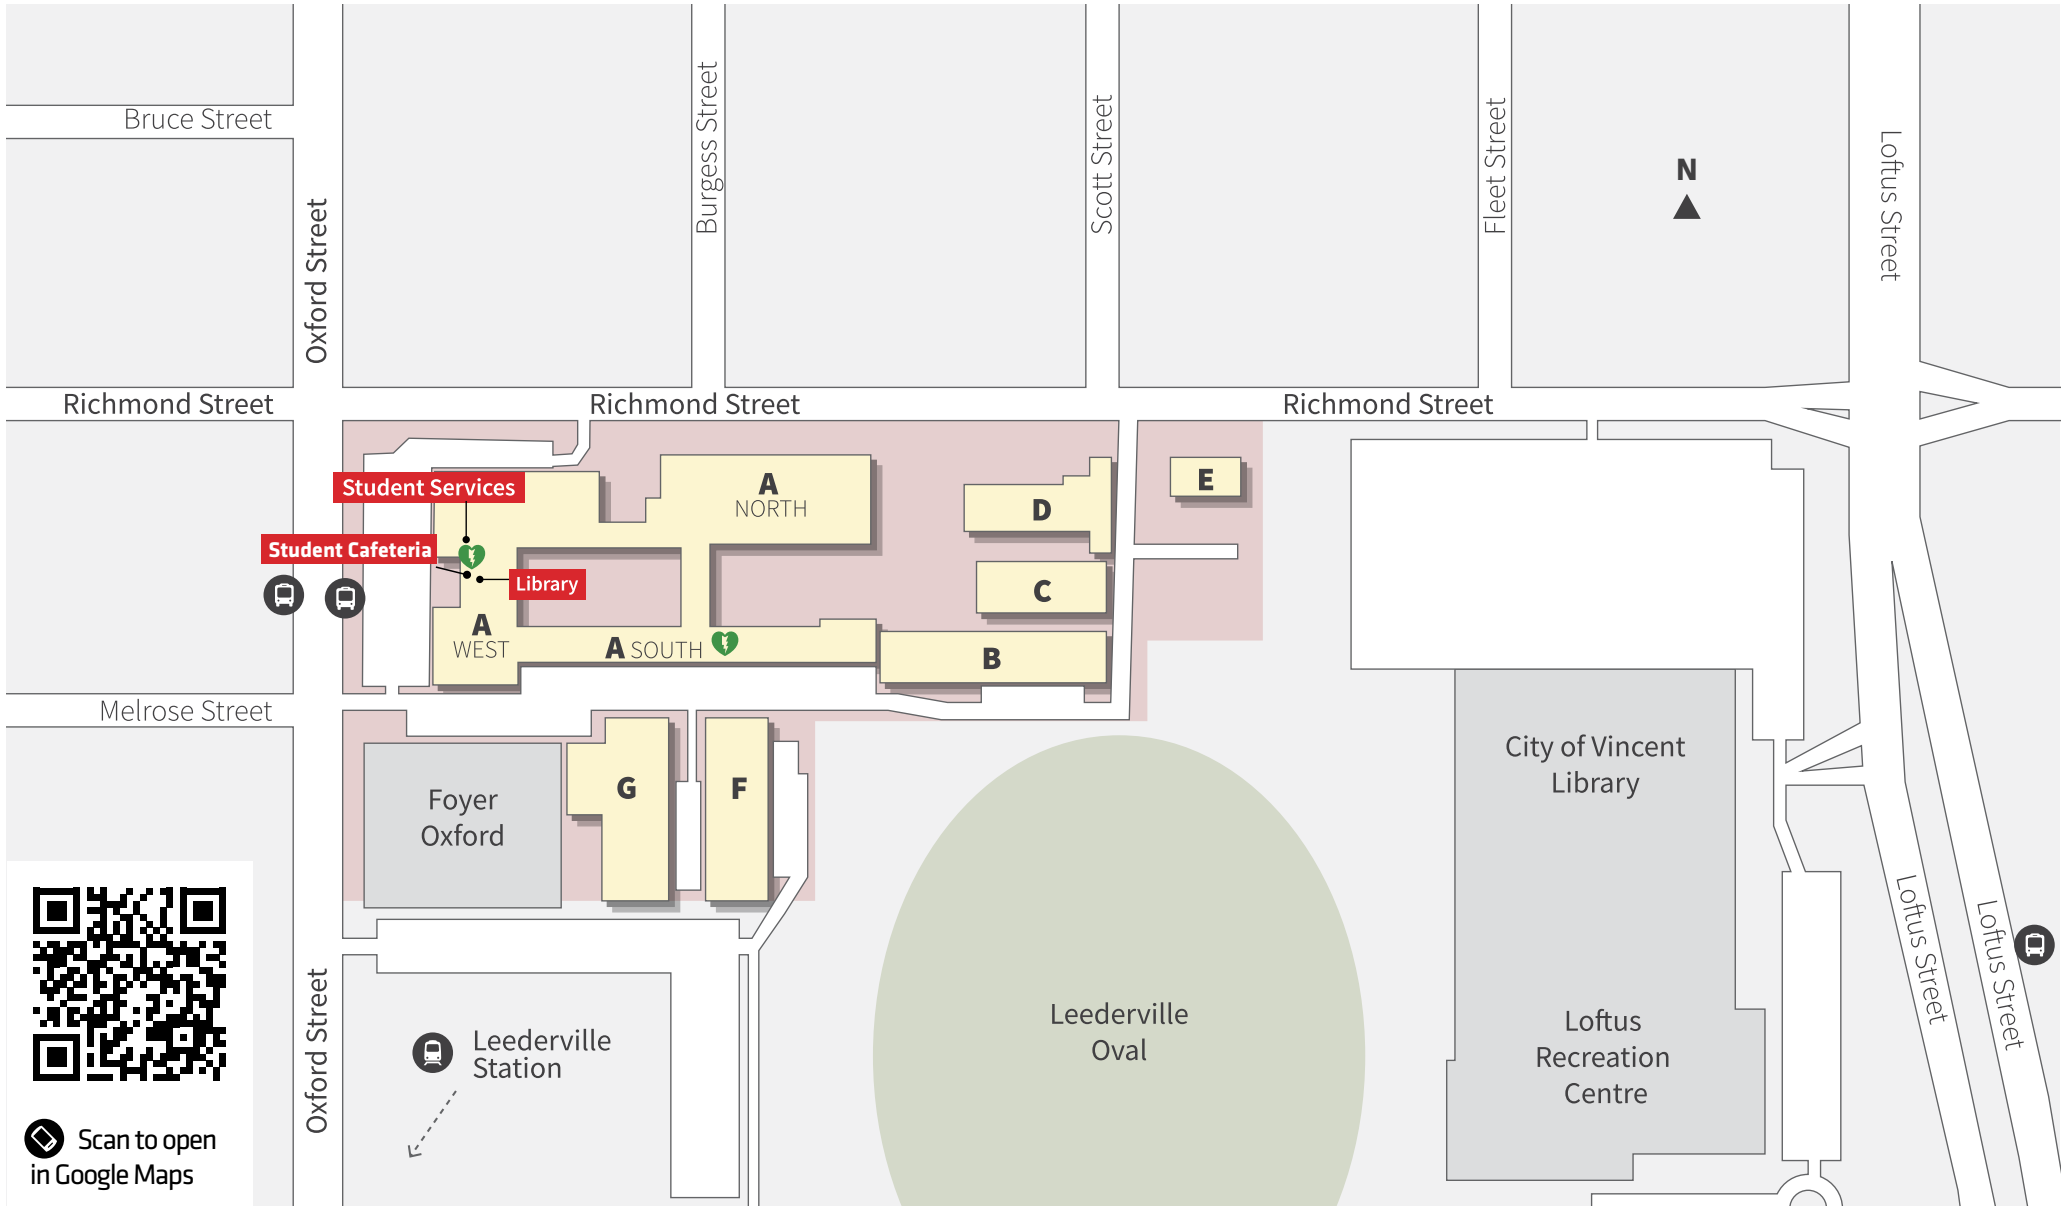 Bruce Street
Oxford Street
Burgess Street
Scott Street
Fleet Street
N
Loftus Street
Richmond Street
Richmond Street
Richmond Street
Student Services
A
NORTH
D
E
Student Cafeteria
Library
C
A
WEST
A SOUTH
B
Melrose Street
G
F
Foyer
Oxford
City of Vincent
Library
Loftus Street
Loftus Street
Oxford Street
Leederville
Station
Leederville
Oval
Loftus
Recreation
Centre
Scan to open
in Google Maps